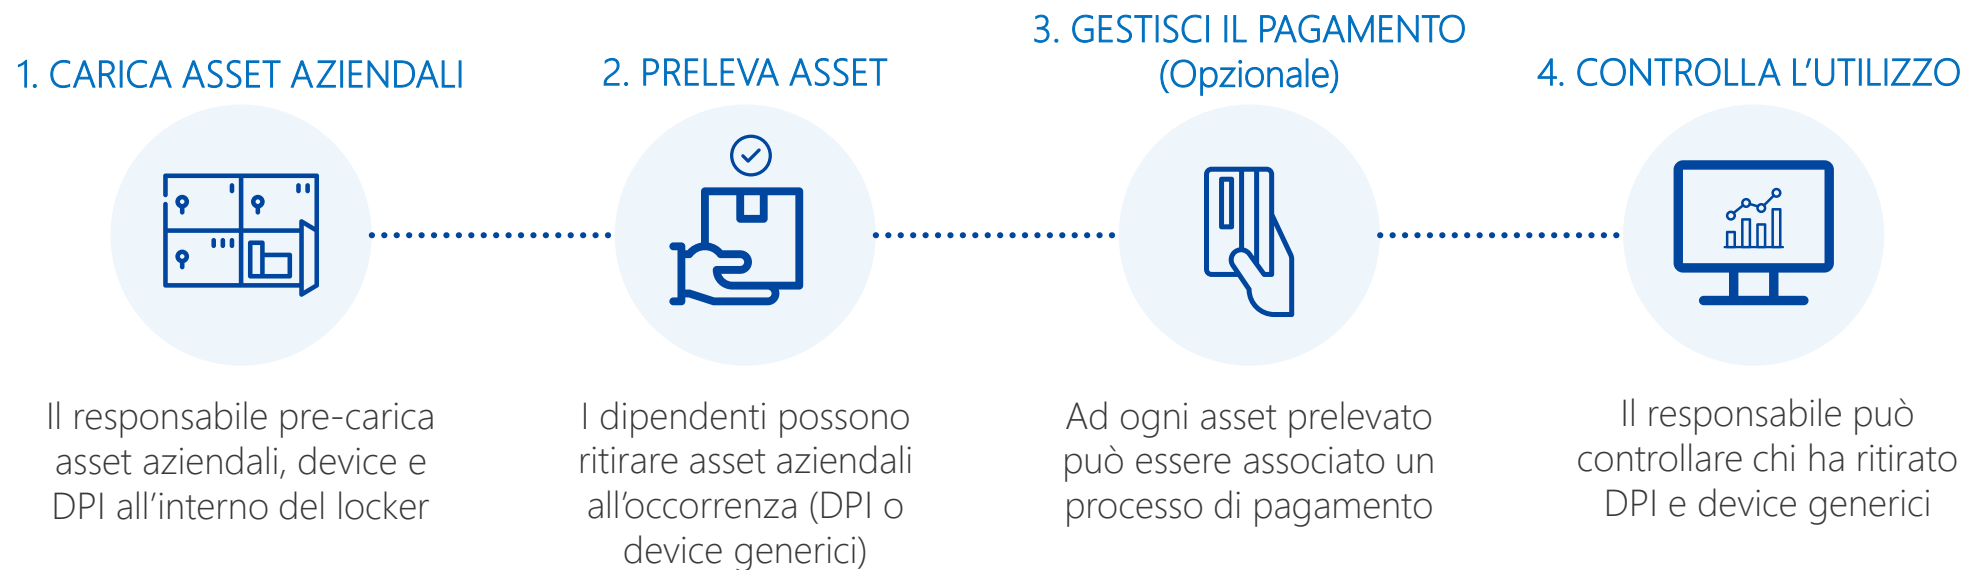 1. CARICA ASSET AZIENDALI
Il responsabile pre-carica
asset aziendali, device e
DPI all’interno del locker
2. PRELEVA ASSET
I dipendenti possono
ritirare asset aziendali
all’occorrenza (DPI o
device generici)
3. GESTISCI IL PAGAMENTO
(Opzionale)
Ad ogni asset prelevato
può essere associato un
processo di pagamento
4. CONTROLLA L’UTILIZZO
Il responsabile può
controllare chi ha ritirato
DPI e device generici